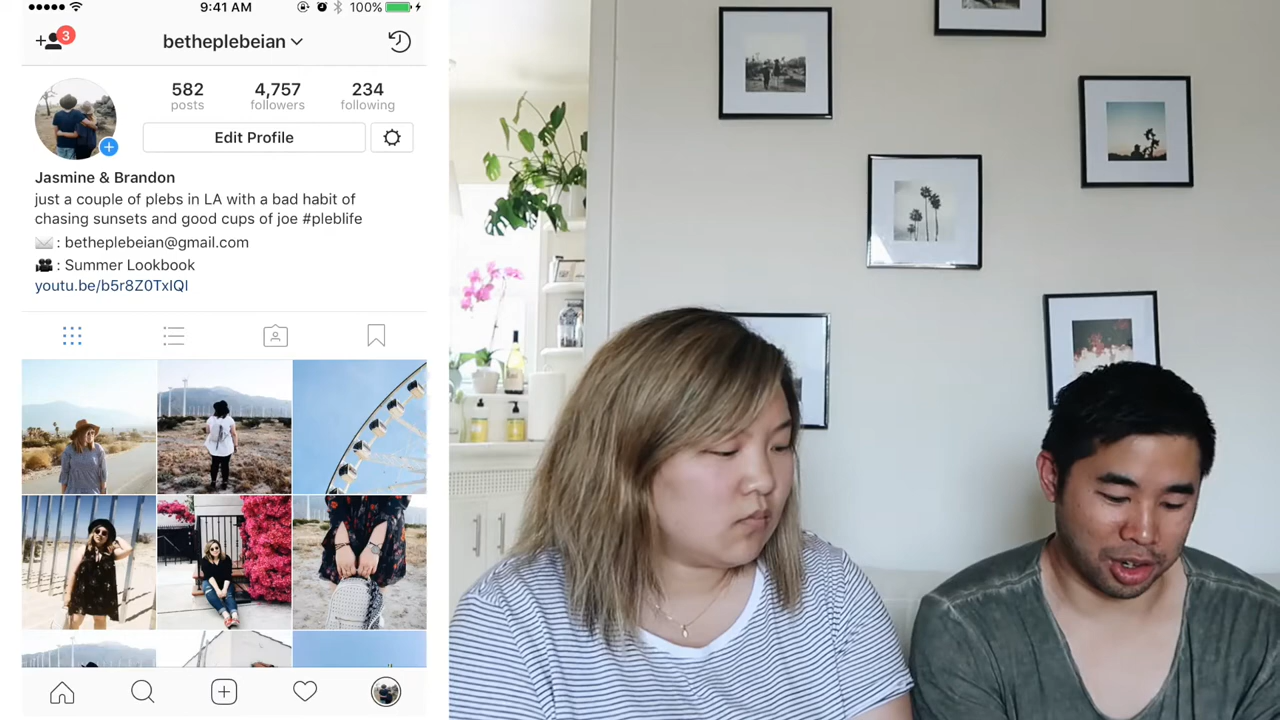 9:41 AM
100%
3
betheplebeian
582
4,757
234
posts
followers
following
Edit Profile
Jasmine & Brandon
just a couple of plebs in LA with a bad habit of
chasing sunsets and good cups of joe #pleblife
: betheplebeian@gmail.com
: Summer Lookbook
youtu.be/b5r8Z0TxIQI